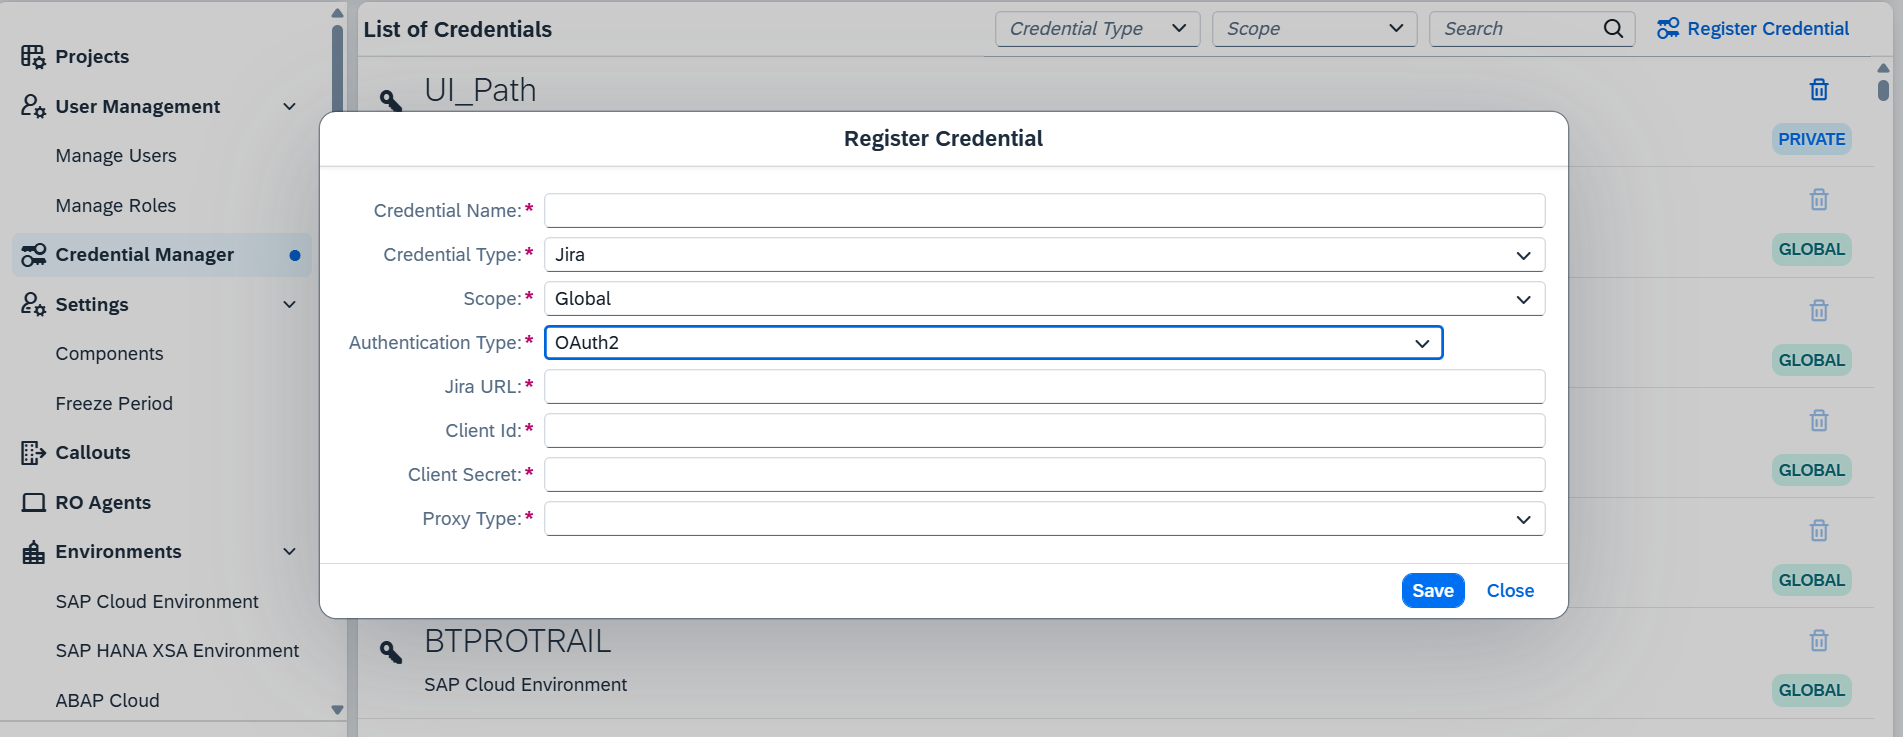 Projects
User Management
Manage Users
Manage Roles
Credential Manager
Settings
Components
Freeze Period
Callouts
RO Agents
Environments
SAP Cloud Environment
SAP HANA XSA Environment
ABAP Cloud
List of Credentials
Credential Type
Scope
Search
Register Credential
UI_Path
PRIVATE
GLOBAL
GLOBAL
GLOBAL
GLOBAL
Register Credential
Credential Name:*
Credential Type:* Jira
Scope:* Global
Authentication Type:* OAuth2
Jira URL:*
Client Id:*
Client Secret:*
Proxy Type:*
Save Close
BTPROTRAIL
SAP Cloud Environment
GLOBAL